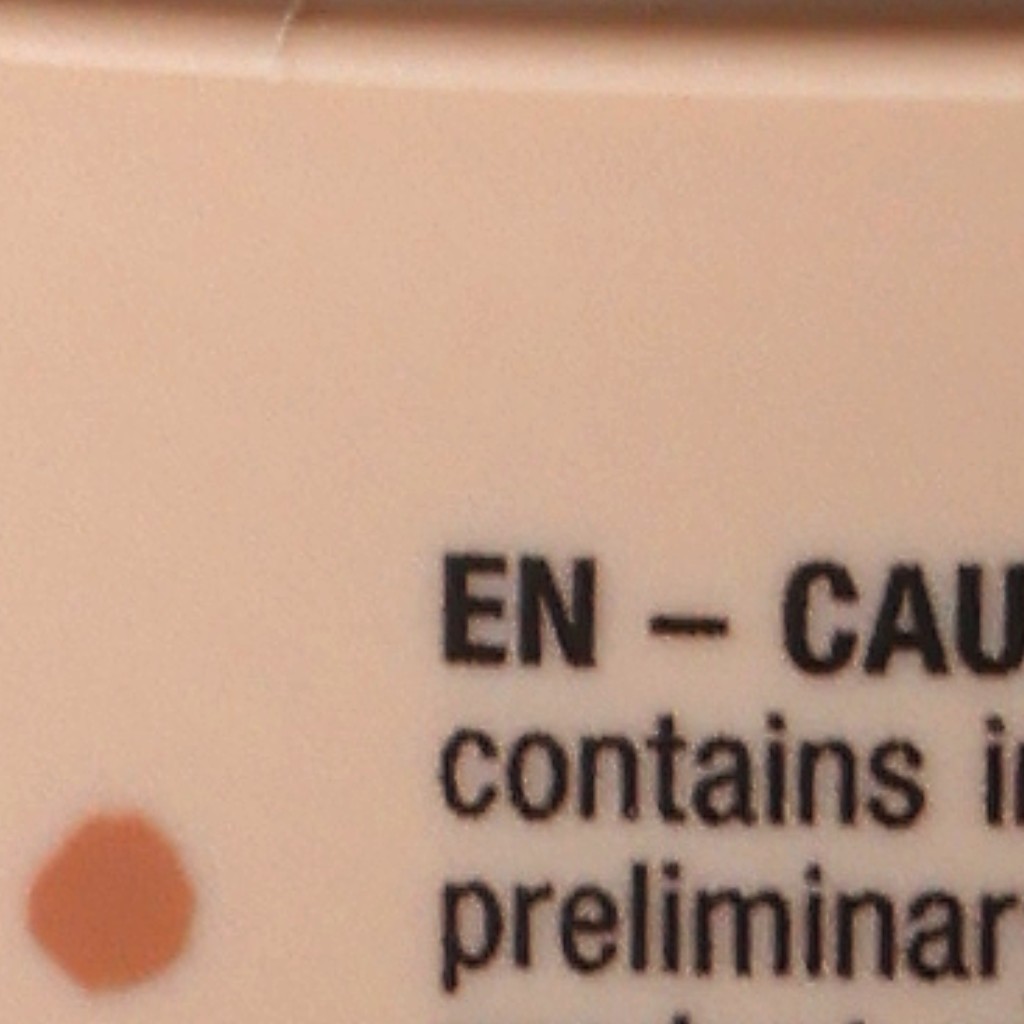 EN – CAU
contains
preliminar